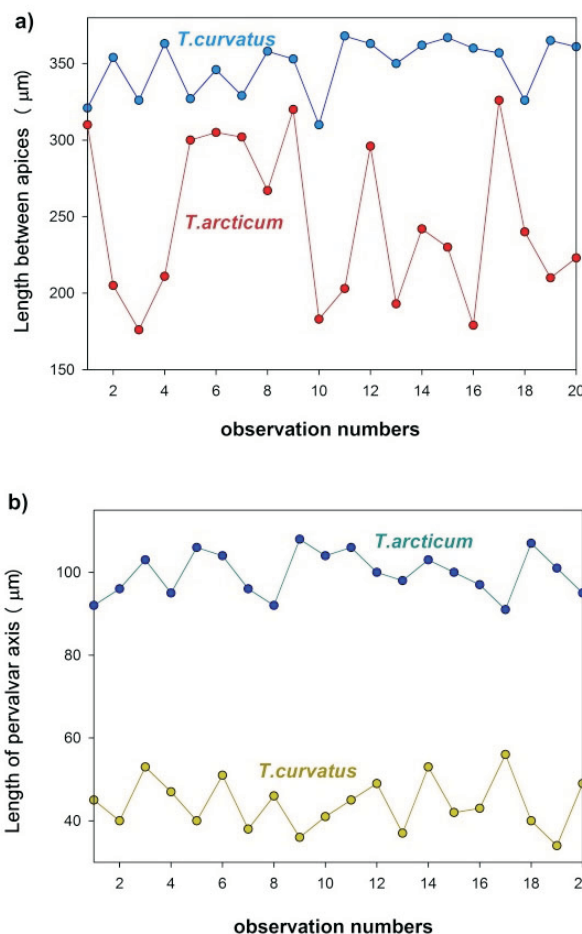 a)
T.curvatus
350
300
250
200
150
Length between apices ( μm)
T.arcticum
2 4 6 8 10 12 14 16 18 20
observation numbers
b)
T.arcticum
100
80
60
40
Length of pervalvar axis ( μm)
T.curvatus
2 4 6 8 10 12 14 16 18
observation numbers